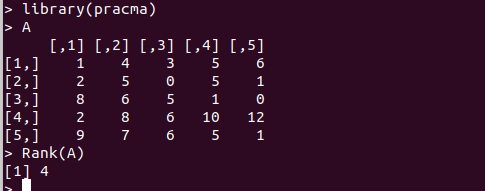 > library(pracma)
> A
     [,1] [,2] [,3] [,4] [,5]
[1,]    1    4    3    5    6
[2,]    2    5    0    5    1
[3,]    8    6    5    1    0
[4,]    2    8    6   10   12
[5,]    9    7    6    5    1
> Rank(A)
[1] 4
>